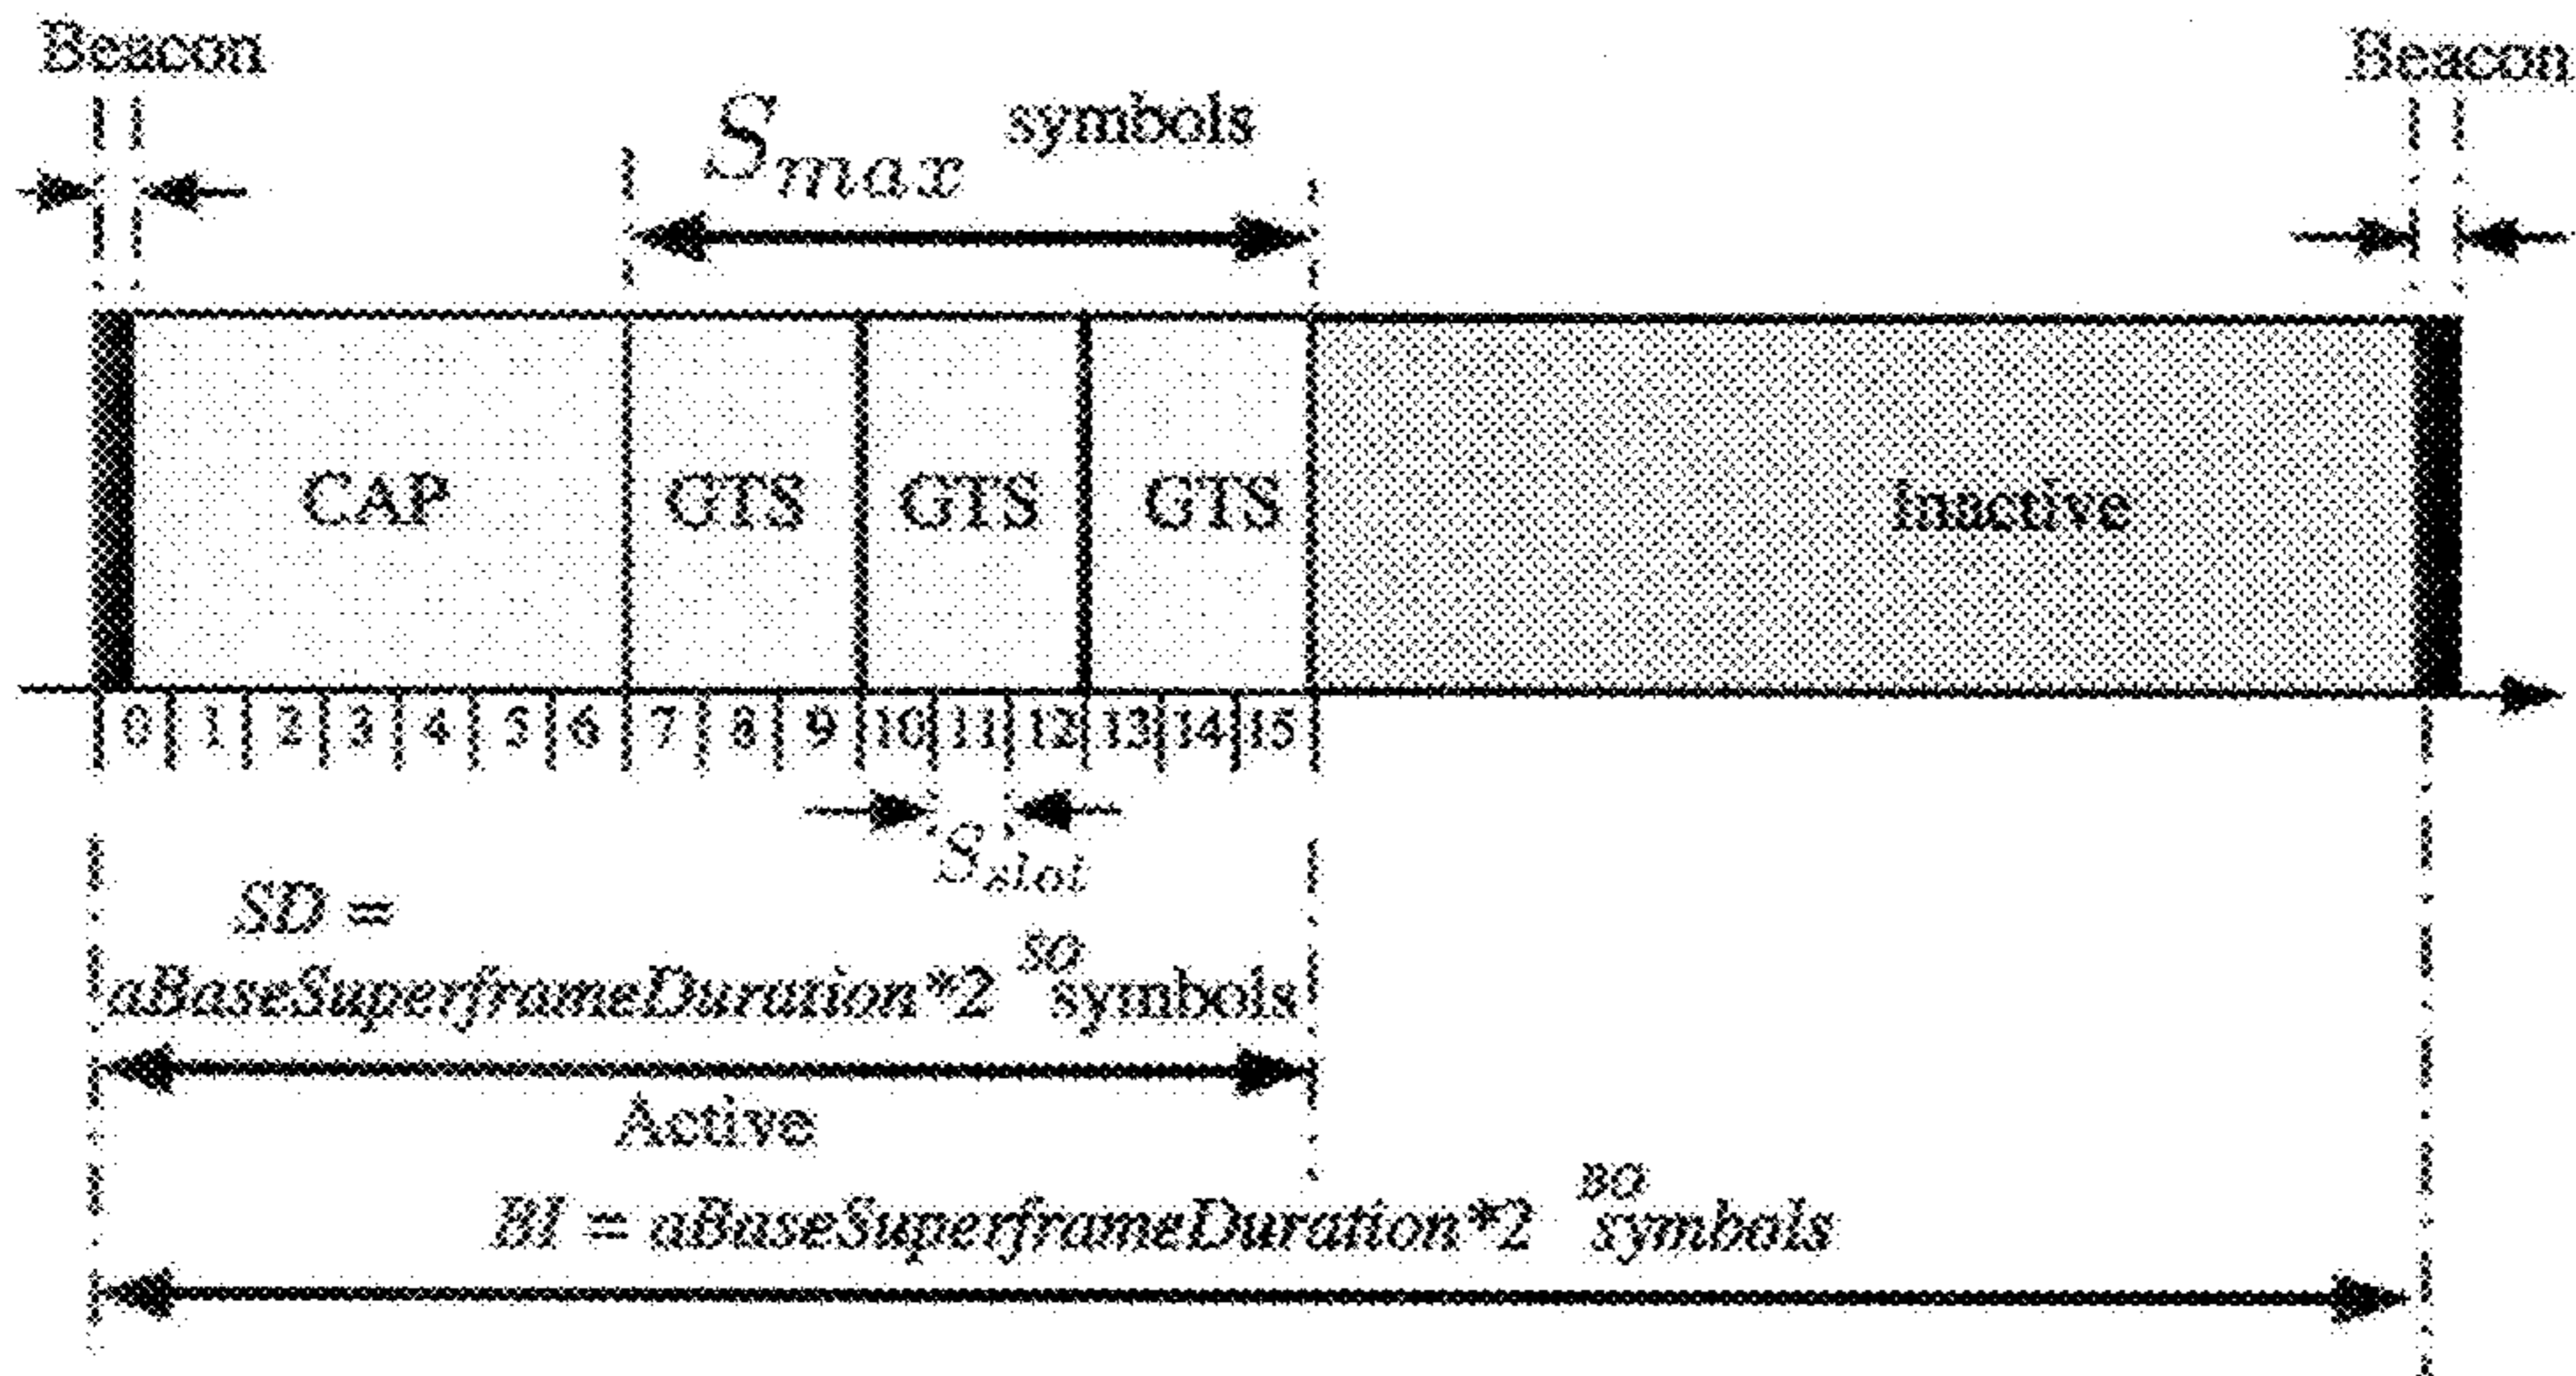 Beacon
Beacon
S_max symbols
CAP
GTS
GTS
GTS
Inactive
0 1 2 3 4 5 6 7 8 9 10 11 12 13 14 15
S_slot
SD =
aBaseSuperframeDuration*2^SO symbols
Active
BI = aBaseSuperframeDuration*2^BO symbols